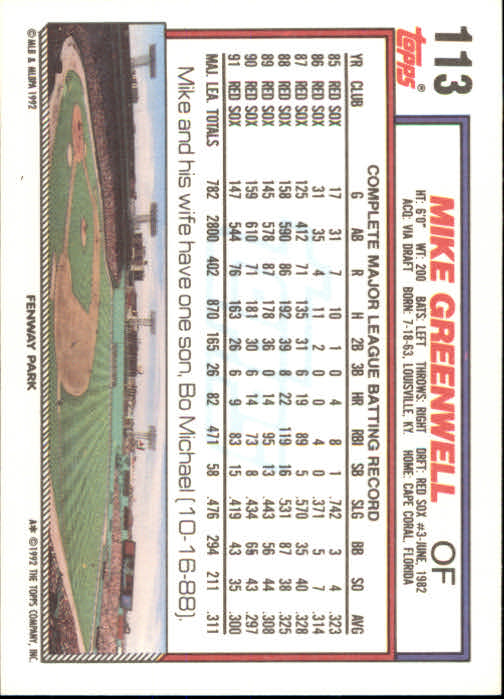 113
TOPPS®
MIKE GREENWELL OF
HT: 6'0" WT: 200 BATS: LEFT THROWS: RIGHT DRFT: RED SOX #3-JUNE, 1982
ACQ: VIA DRAFT BORN: 7-18-63, LOUISVILLE, KY. HOME: CAPE CORAL, FLORIDA
COMPLETE MAJOR LEAGUE BATTING RECORD
YR CLUB G AB R H 2B 3B HR RBI SB SLG BB SO AVG
85 RED SOX 17 31 7 10 1 0 4 8 1 .742 3 4 .323
86 RED SOX 31 35 4 11 2 0 0 4 0 .371 5 7 .314
87 RED SOX 125 412 71 135 31 6 19 89 5 .570 35 40 .328
88 RED SOX 158 590 86 192 39 8 22 119 16 .531 87 38 .325
89 RED SOX 145 578 87 178 36 0 14 95 13 .443 56 44 .308
90 RED SOX 159 610 71 181 30 6 14 73 8 .434 65 43 .297
91 RED SOX 147 544 76 163 26 6 9 83 15 .419 43 35 .300
MAJ. LEA. TOTALS 782 2800 402 870 165 26 82 471 58 .476 294 211 .311
Mike and his wife have one son, Bo Michael (10-16-88).
FENWAY PARK
© MLB & MLBPA 1992
A* ©1992 THE TOPPS COMPANY, INC.